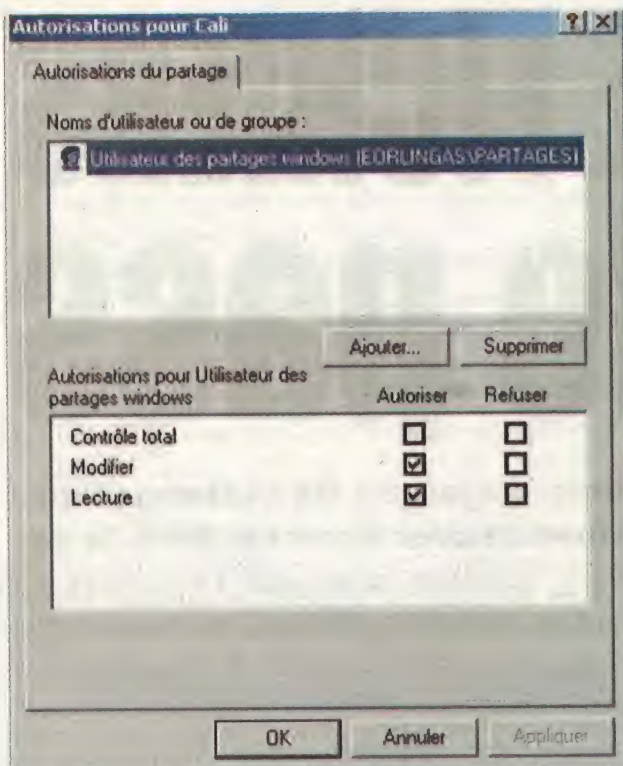 Autorisations pour Cali
Autorisations du partage
Noms d'utilisateur ou de groupe :
Utilisateur des partages windows (EORLINGAS\PARTAGES)
Ajouter...
Supprimer
Autorisations pour Utilisateur des
partages windows
Autoriser
Refuser
Contrôle total
Modifier
Lecture
OK
Annuler
Appliquer